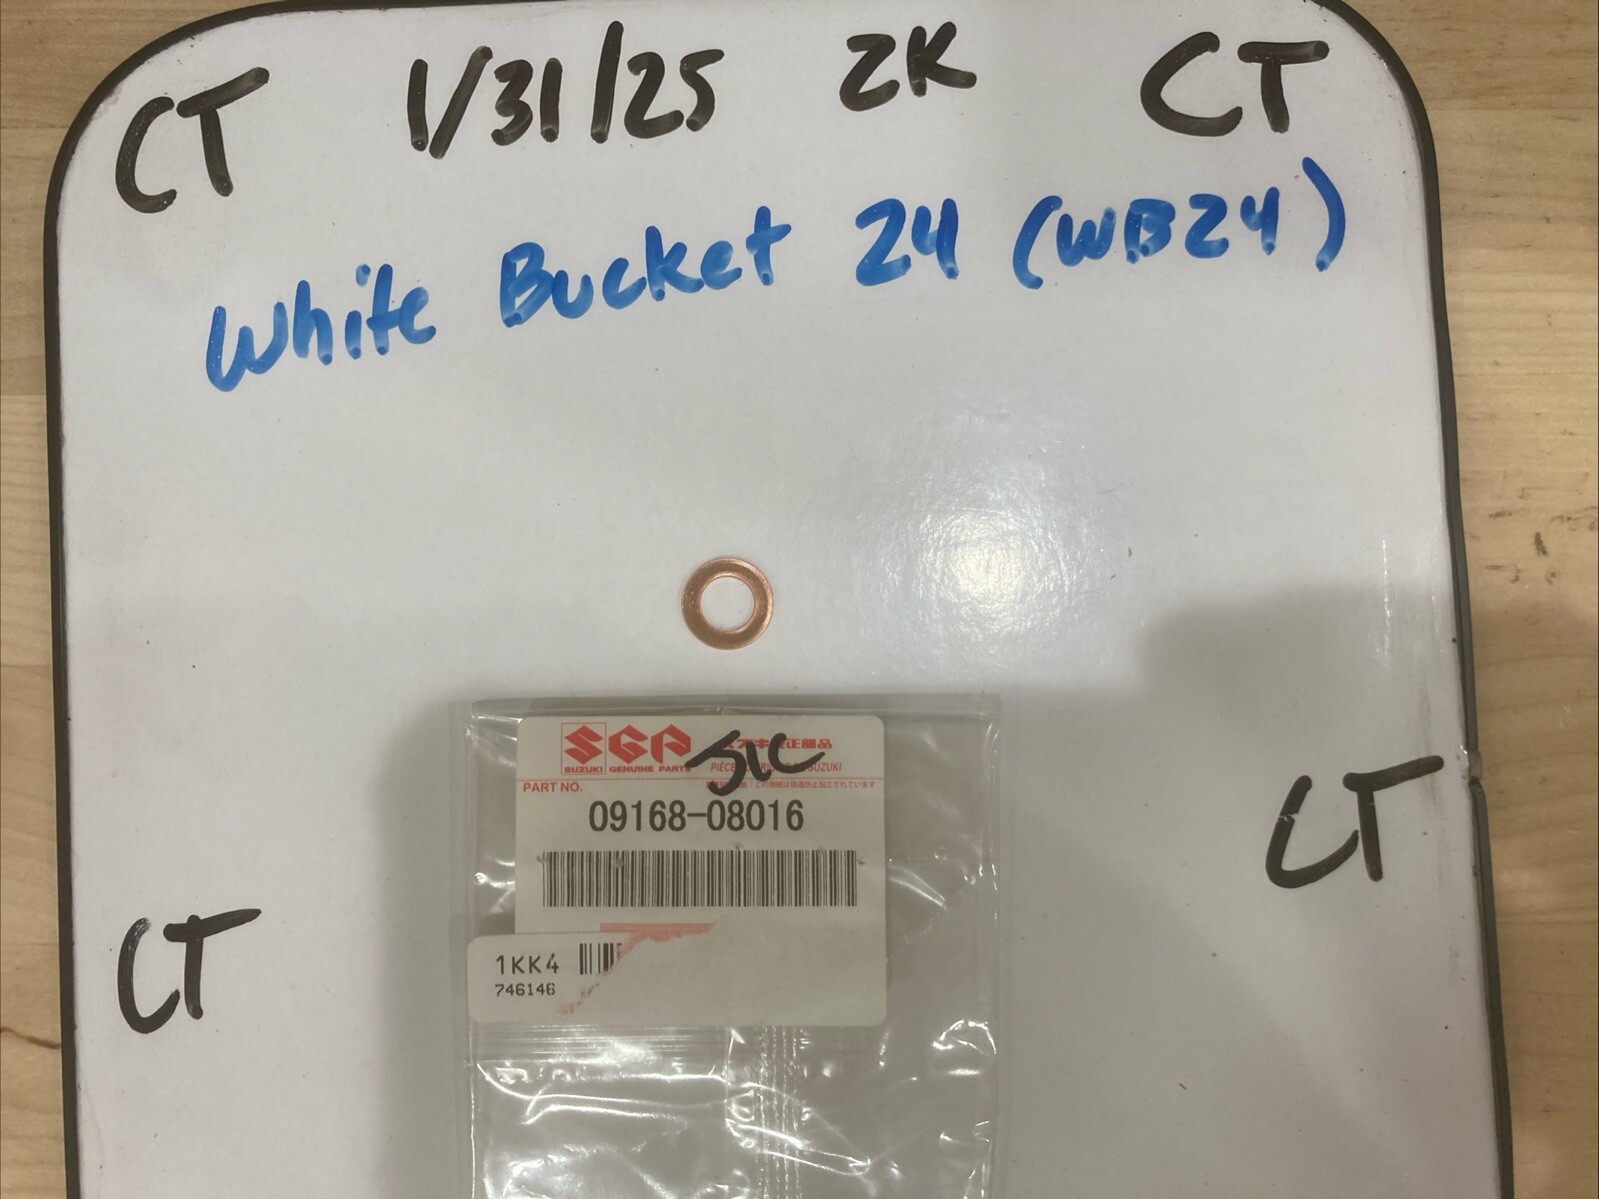 CT 1/31/25 2K CT
White Bucket 24 (WB24)
SGP
SUZUKI GENUINE PARTS
SIC
PART NO.
09168-08016
1KK4
746146
CT
CT